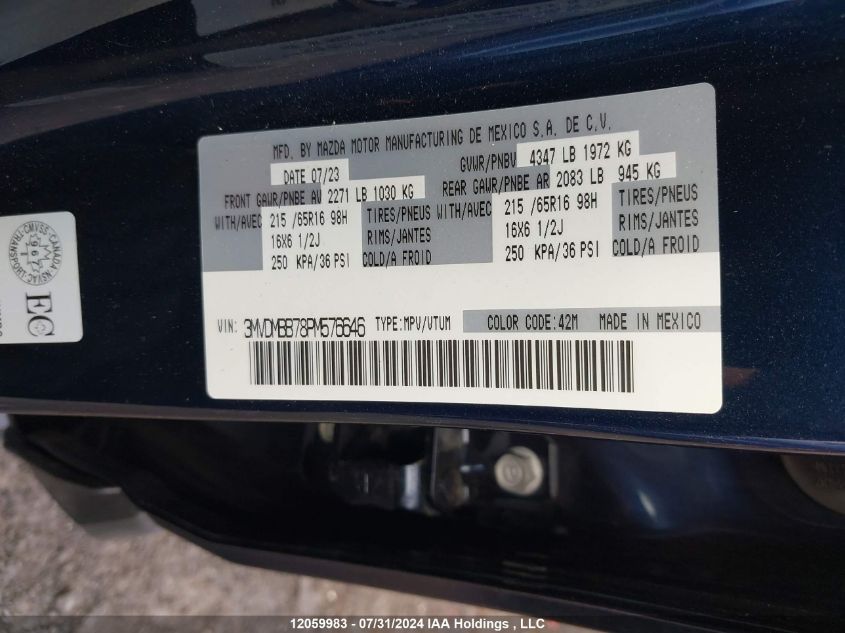 MFD. BY MAZDA MOTOR MANUFACTURING DE MEXICO S.A. DE C.V.
DATE 07/23 GVWR/PNBV 4347 LB 1972 KG
FRONT GAWR/PNBE AV 2271 LB 1030 KG REAR GAWR/PNBE AR 2083 LB 945 KG
WITH/AVEC 215 /65R16 98H TIRES/PNEUS WITH/AVEC 215 /65R16 98H TIRES/PNEUS
16X6 1/2J RIMS/JANTES 16X6 1/2J RIMS/JANTES
250 KPA/36 PSI COLD/A FROID 250 KPA/36 PSI COLD/A FROID
VIN: 3MVDMBB78PM576646 TYPE:MPV/VTUM COLOR CODE:42M MADE IN MEXICO
EC
12059983 - 07/31/2024 IAA Holdings , LLC